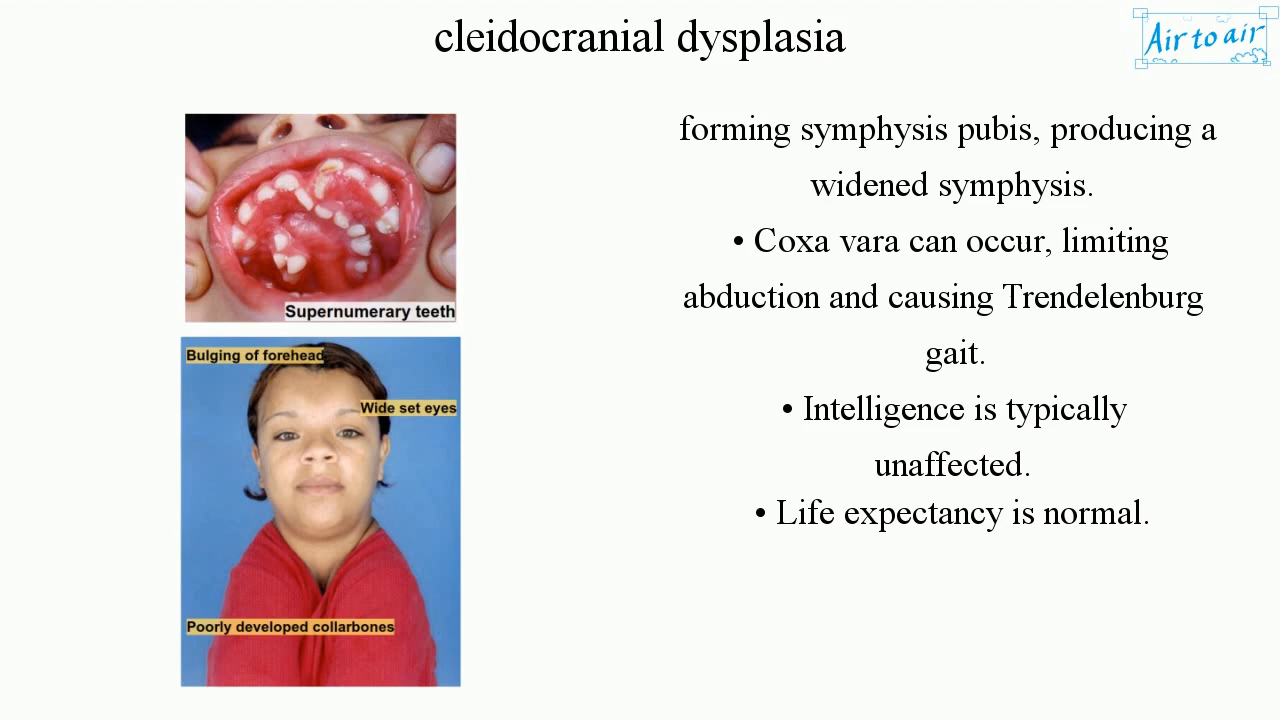 cleidocranial dysplasia
Air to air
forming symphysis pubis, producing a
widened symphysis.
• Coxa vara can occur, limiting
abduction and causing Trendelenburg
gait.
• Intelligence is typically
unaffected.
• Life expectancy is normal.
Supernumerary teeth
Bulging of forehead
Wide set eyes
Poorly developed collarbones